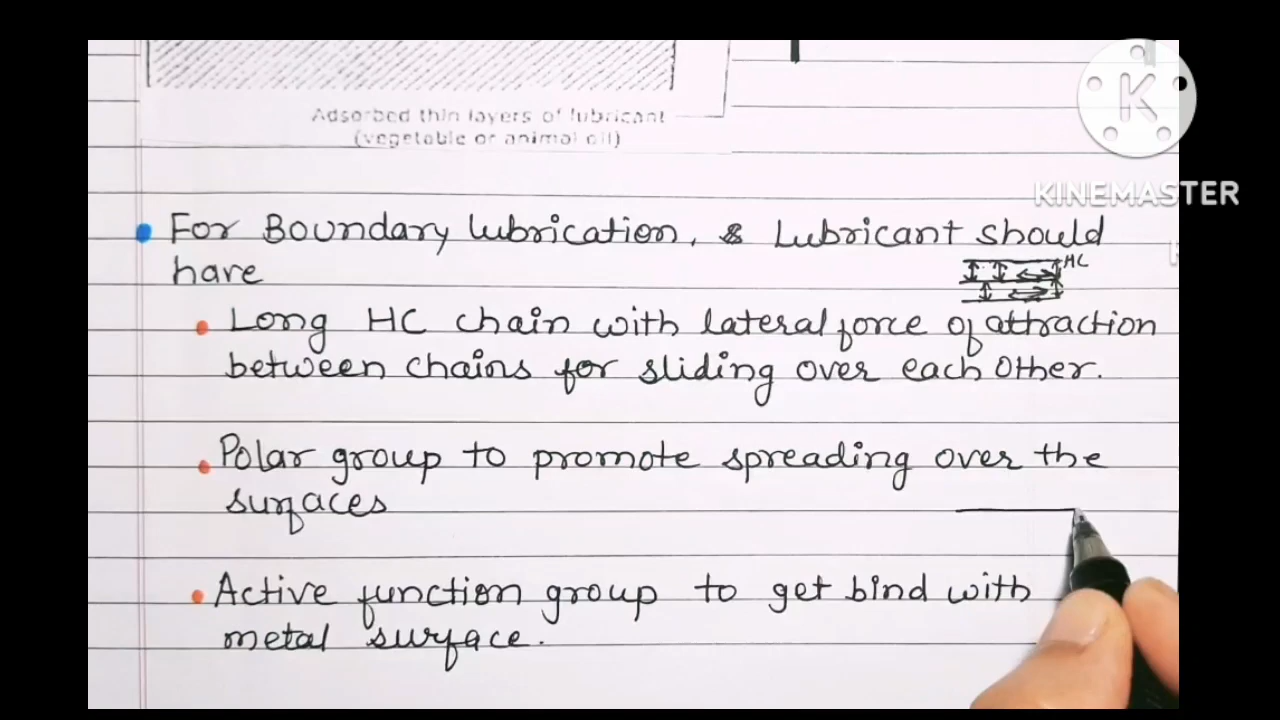 Adsorbed thin layers of lubricant
(vegetable or animal oil)
K
KINEMASTER
For Boundary lubrication, & Lubricant should
have
HC
Long HC chain with lateral force of attraction
between chains for sliding over each other.
Polar group to promote spreading over the
surfaces
Active function group to get bind with
metal surface.